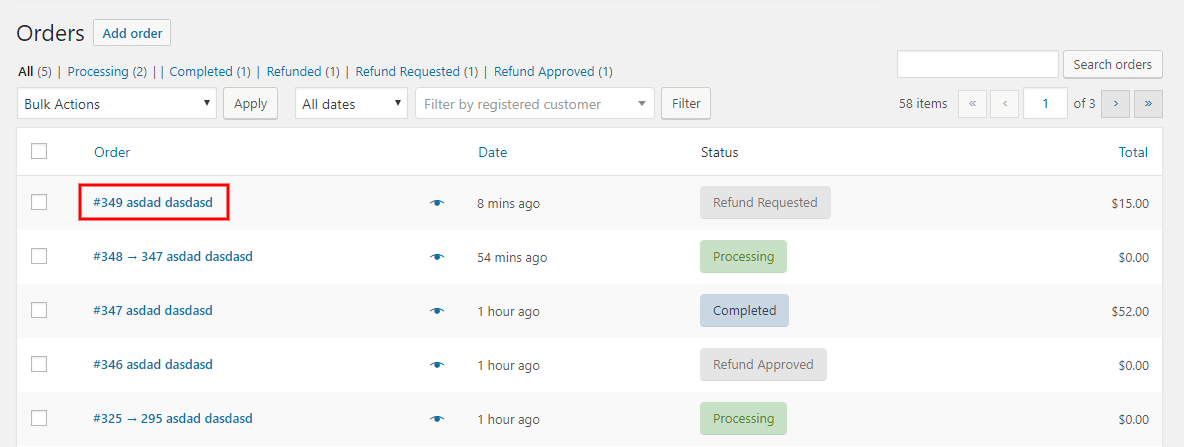 Orders Add order
All (5) | Processing (2) | | Completed (1) | Refunded (1) | Refund Requested (1) | Refund Approved (1)
Search orders
Bulk Actions Apply All dates Filter by registered customer Filter 58 items « ‹ 1 of 3 › »
Order Date Status Total
#349 asdad dasdasd 8 mins ago Refund Requested $15.00
#348 → 347 asdad dasdasd 54 mins ago Processing $0.00
#347 asdad dasdasd 1 hour ago Completed $52.00
#346 asdad dasdasd 1 hour ago Refund Approved $0.00
#325 → 295 asdad dasdasd 1 hour ago Processing $0.00